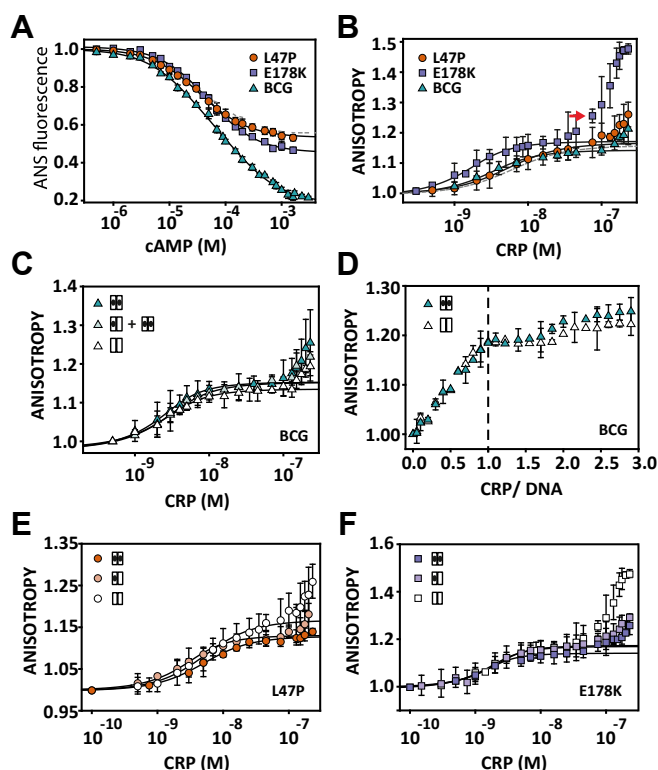 A
1.0
0.8
0.6
0.4
0.2
ANS fluorescence
L47P
E178K
BCG
10-6 10-5 10-4 10-3
cAMP (M)
B
1.5
1.4
1.3
1.2
1.1
1.0
ANISOTROPY
L47P
E178K
BCG
10-9 10-8 10-7
CRP (M)
C
1.4
1.3
1.2
1.1
1.0
ANISOTROPY
+
BCG
10-9 10-8 10-7
CRP (M)
D
1.30
1.20
1.10
1.00
ANISOTROPY
BCG
0.0 0.5 1.0 1.5 2.0 2.5 3.0
CRP/ DNA
E
1.35
1.25
1.15
1.05
0.95
ANISOTROPY
L47P
10-10 10-9 10-8 10-7
CRP (M)
F
1.6
1.4
1.2
1.0
ANISOTROPY
E178K
10-10 10-9 10-8 10-7
CRP (M)